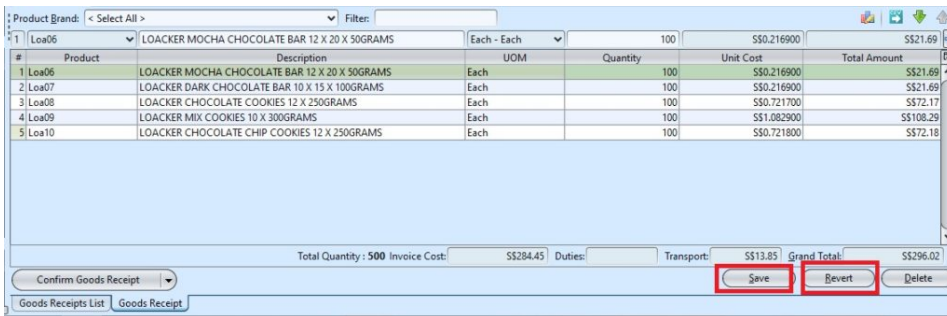 Product Brand: < Select All > Filter:
1 Loa06 LOACKER MOCHA CHOCOLATE BAR 12 X 20 X 50GRAMS Each - Each 100 S$0.216900 S$21.69
# Product Description UOM Quantity Unit Cost Total Amount
1 Loa06 LOACKER MOCHA CHOCOLATE BAR 12 X 20 X 50GRAMS Each 100 S$0.216900 S$21.69
2 Loa07 LOACKER DARK CHOCOLATE BAR 10 X 15 X 100GRAMS Each 100 S$0.216900 S$21.69
3 Loa08 LOACKER CHOCOLATE COOKIES 12 X 250GRAMS Each 100 S$0.721700 S$72.17
4 Loa09 LOACKER MIX COOKIES 10 X 300GRAMS Each 100 S$1.082900 S$108.29
5 Loa10 LOACKER CHOCOLATE CHIP COOKIES 12 X 250GRAMS Each 100 S$0.721800 S$72.18
Total Quantity : 500 Invoice Cost: S$284.45 Duties: Transport: S$13.85 Grand Total: S$296.02
Confirm Goods Receipt Save Revert Delete
Goods Receipts List Goods Receipt